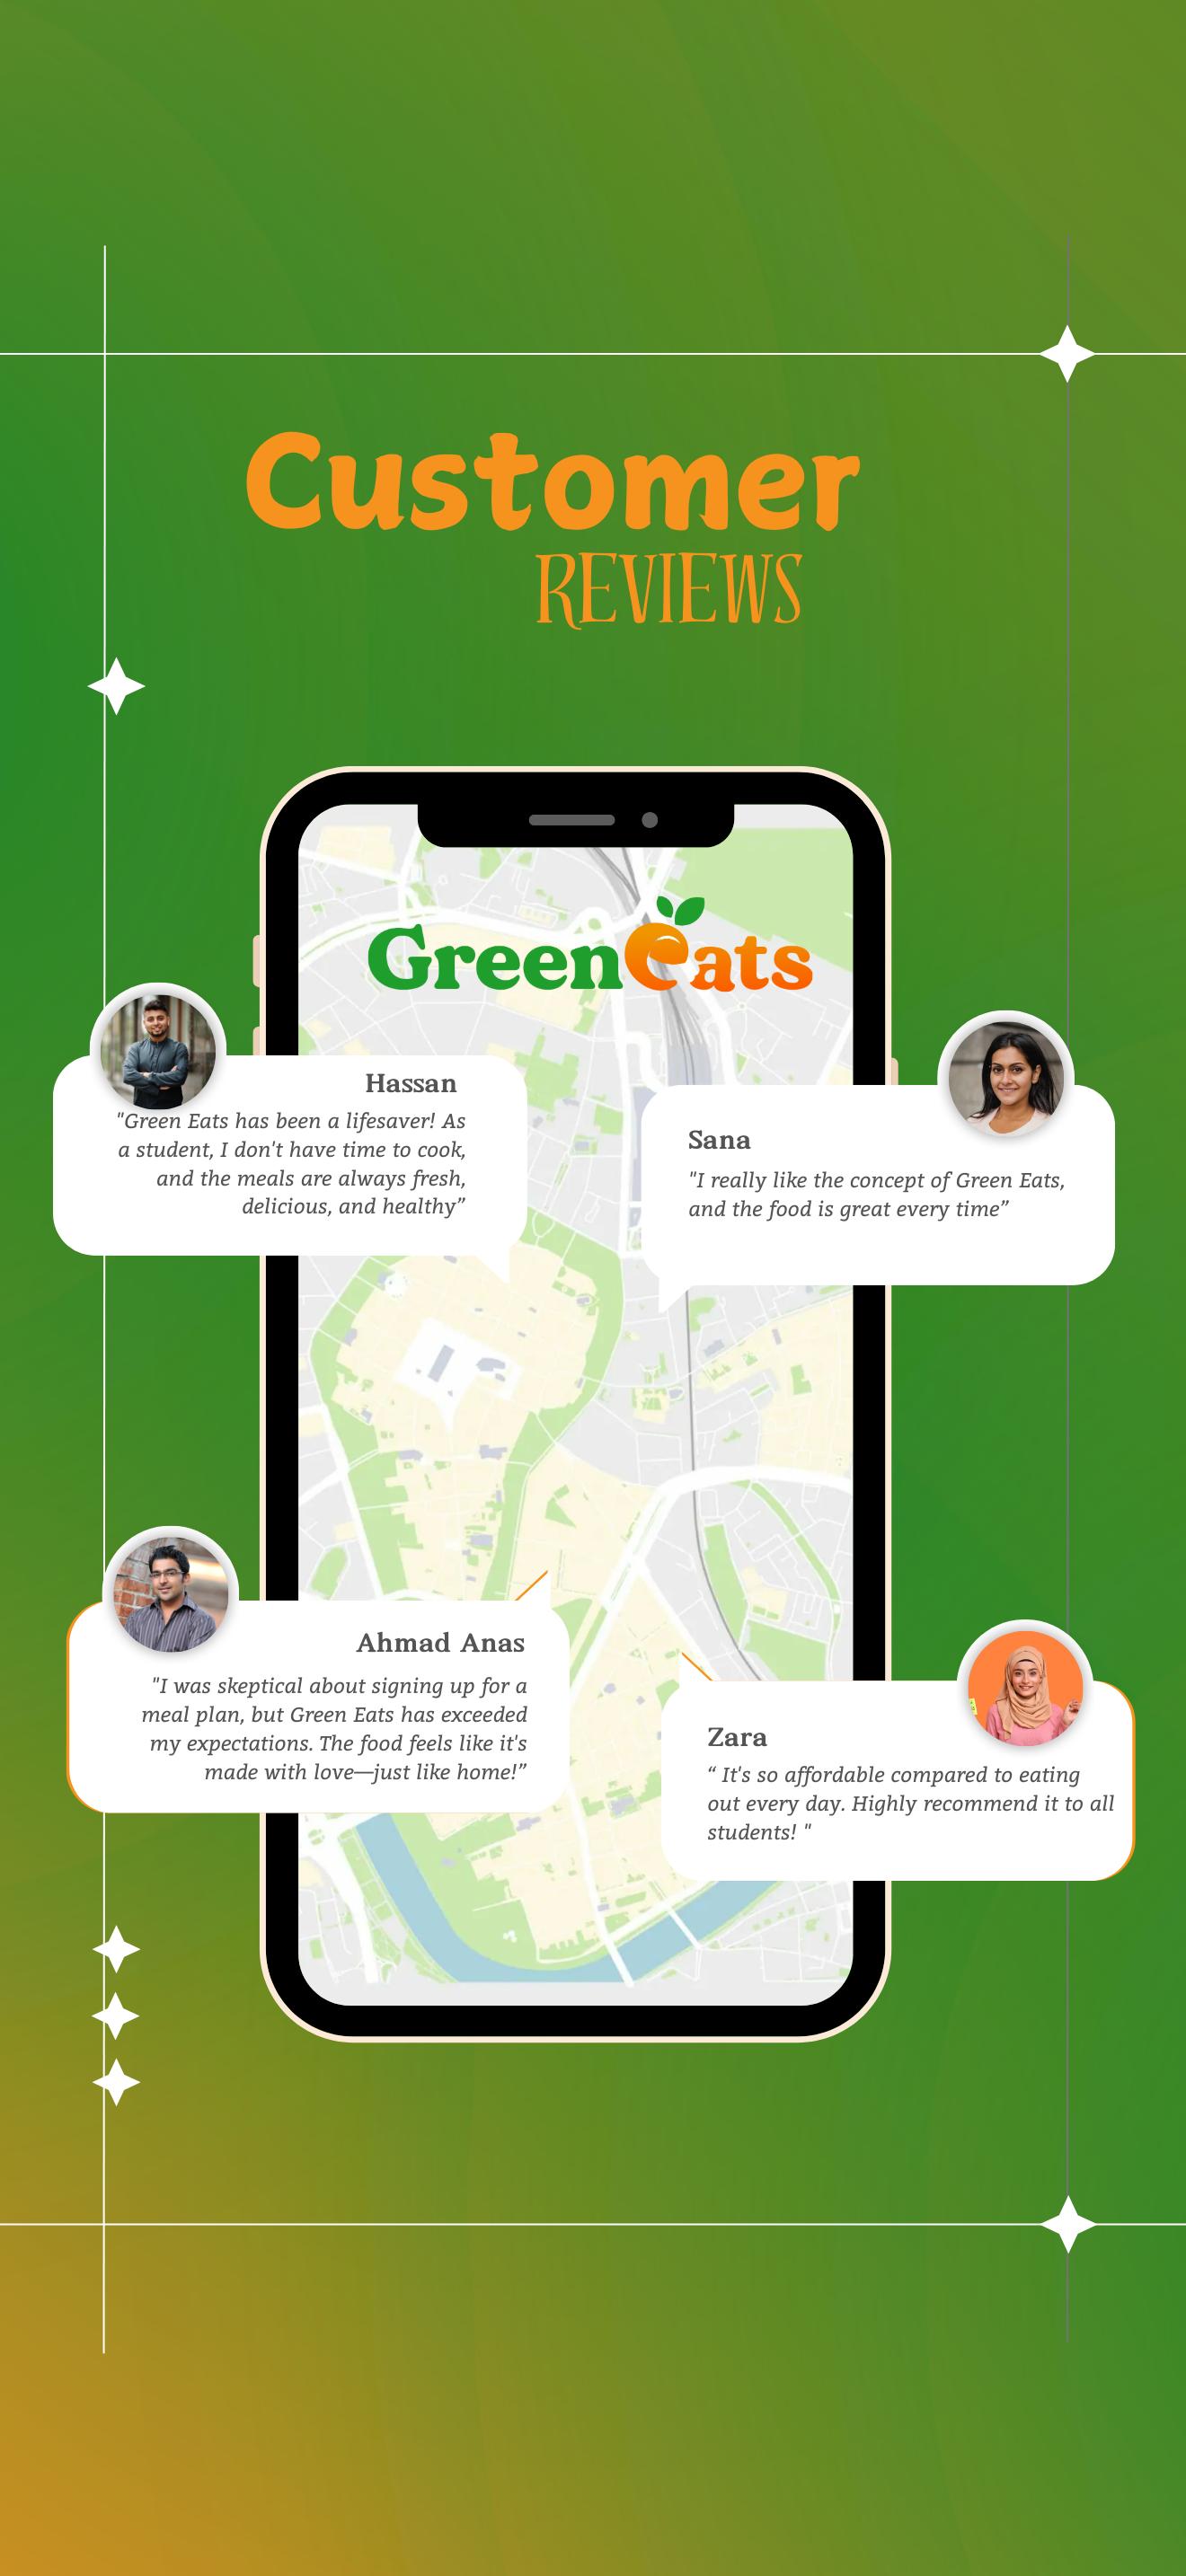 Customer
REVIEWS
GreenEats
Hassan
"Green Eats has been a lifesaver! As
a student, I don't have time to cook,
and the meals are always fresh,
delicious, and healthy”
Sana
"I really like the concept of Green Eats,
and the food is great every time”
Ahmad Anas
"I was skeptical about signing up for a
meal plan, but Green Eats has exceeded
my expectations. The food feels like it's
made with love—just like home!”
Zara
“ It's so affordable compared to eating
out every day. Highly recommend it to all
students! "